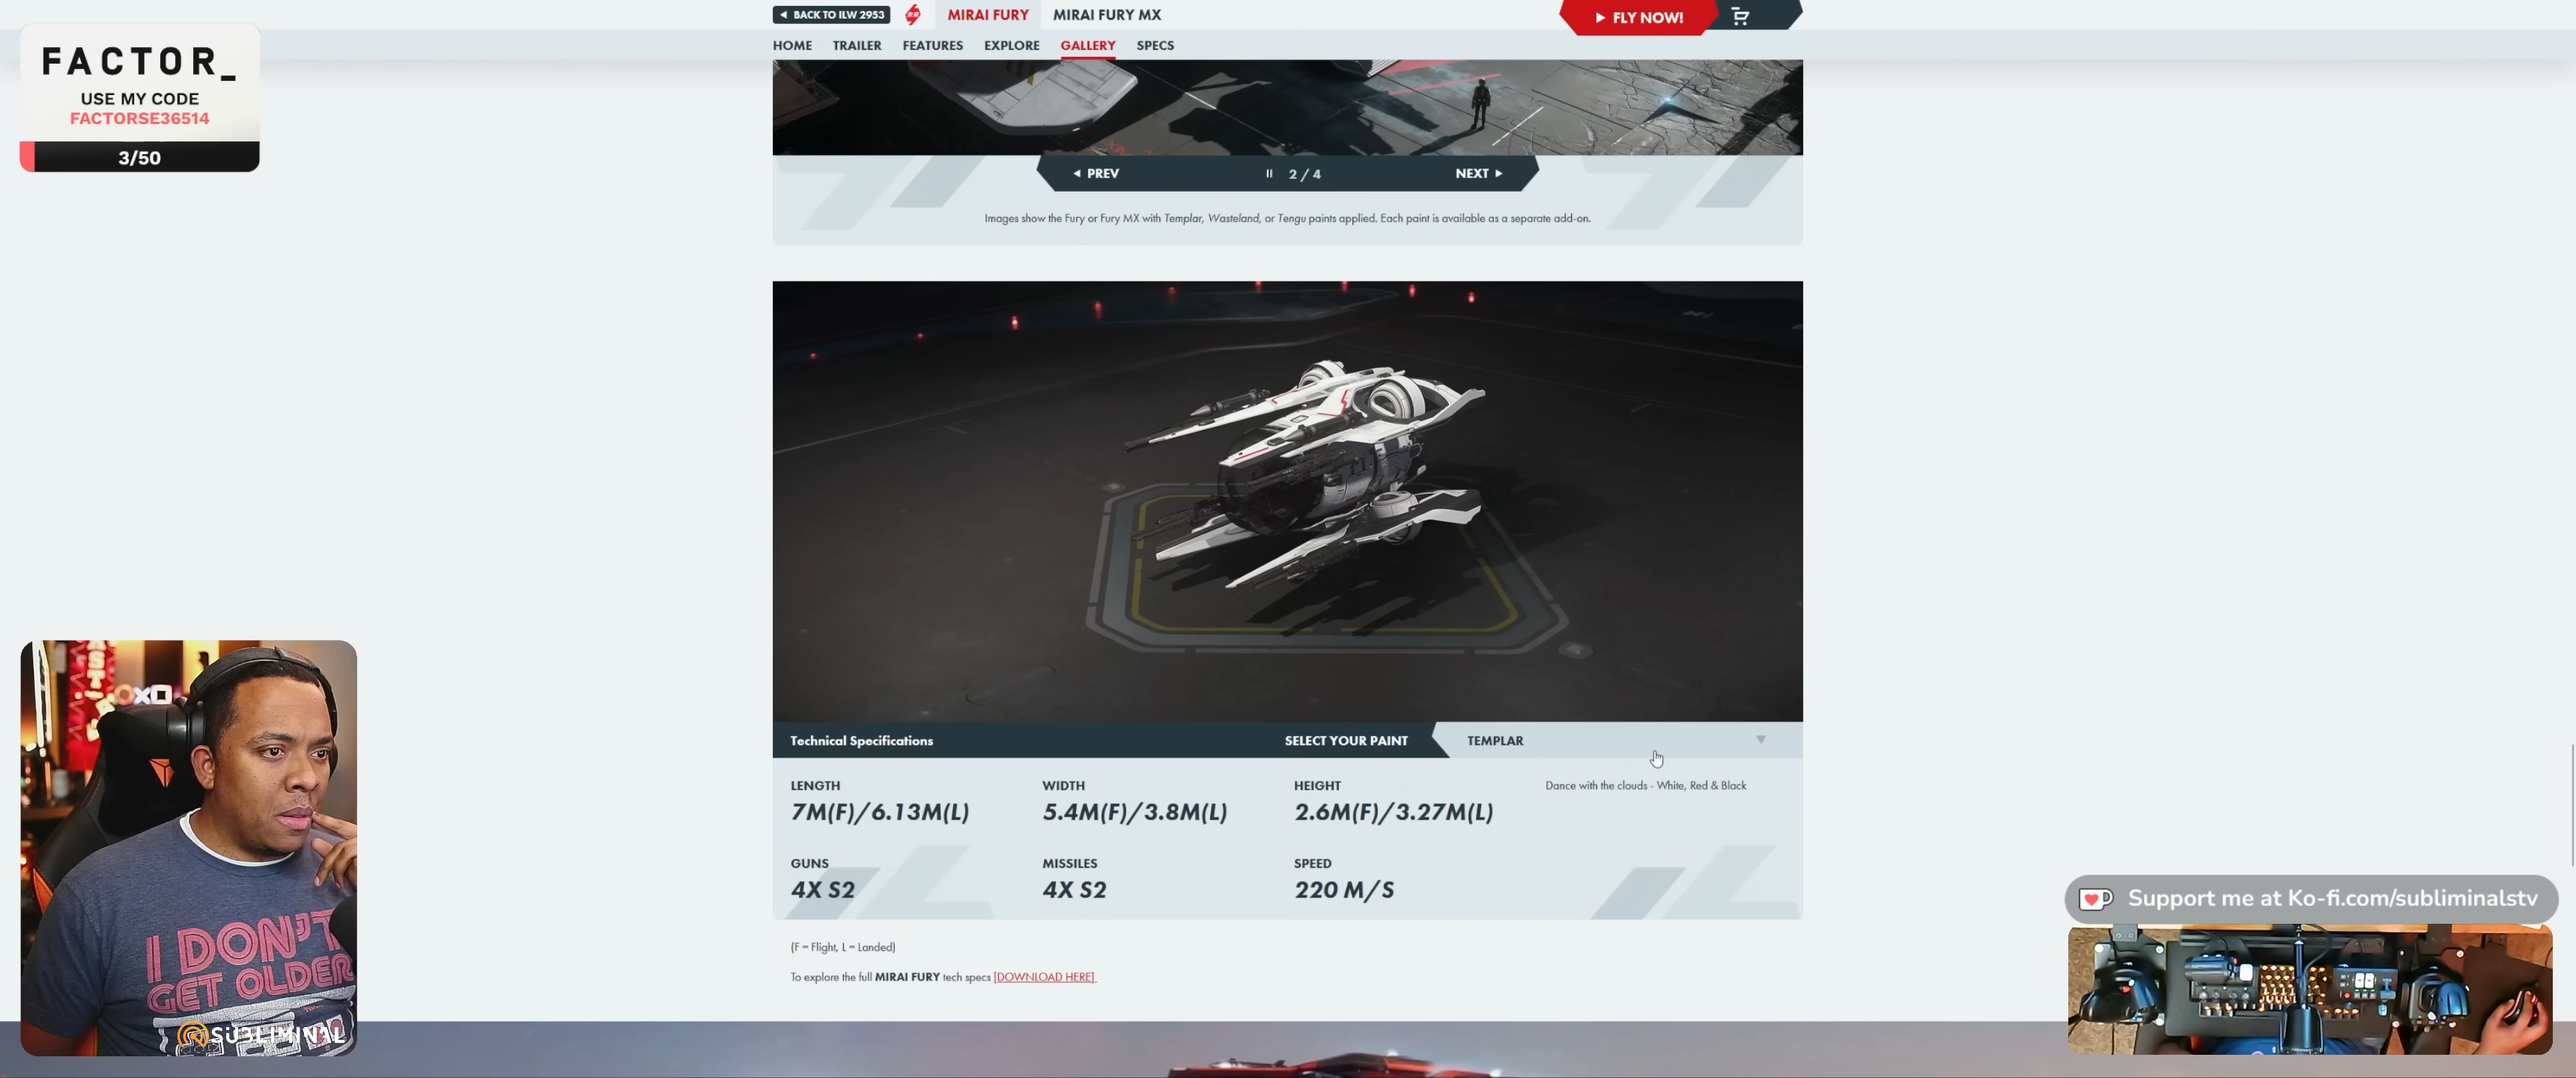 BACK TO ILW 2953
MIRAI FURY
MIRAI FURY MX
FLY NOW!
HOME
TRAILER
FEATURES
EXPLORE
GALLERY
SPECS
FACTOR_
USE MY CODE
FACTORSE36514
3/50
PREV
2 / 4
NEXT
Images show the Fury or Fury MX with Templar, Wasteland, or Tengu paints applied. Each paint is available as a separate add-on.
Technical Specifications
SELECT YOUR PAINT
TEMPLAR
LENGTH
7M(F)/6.13M(L)
WIDTH
5.4M(F)/3.8M(L)
HEIGHT
2.6M(F)/3.27M(L)
Dance with the clouds - White, Red & Black
GUNS
4X S2
MISSILES
4X S2
SPEED
220 M/S
(F = Flight, L = Landed)
To explore the full MIRAI FURY tech specs [DOWNLOAD HERE].
I DON'T
GET OLDER
SUBLIMINAL
Support me at Ko-fi.com/subliminalstv